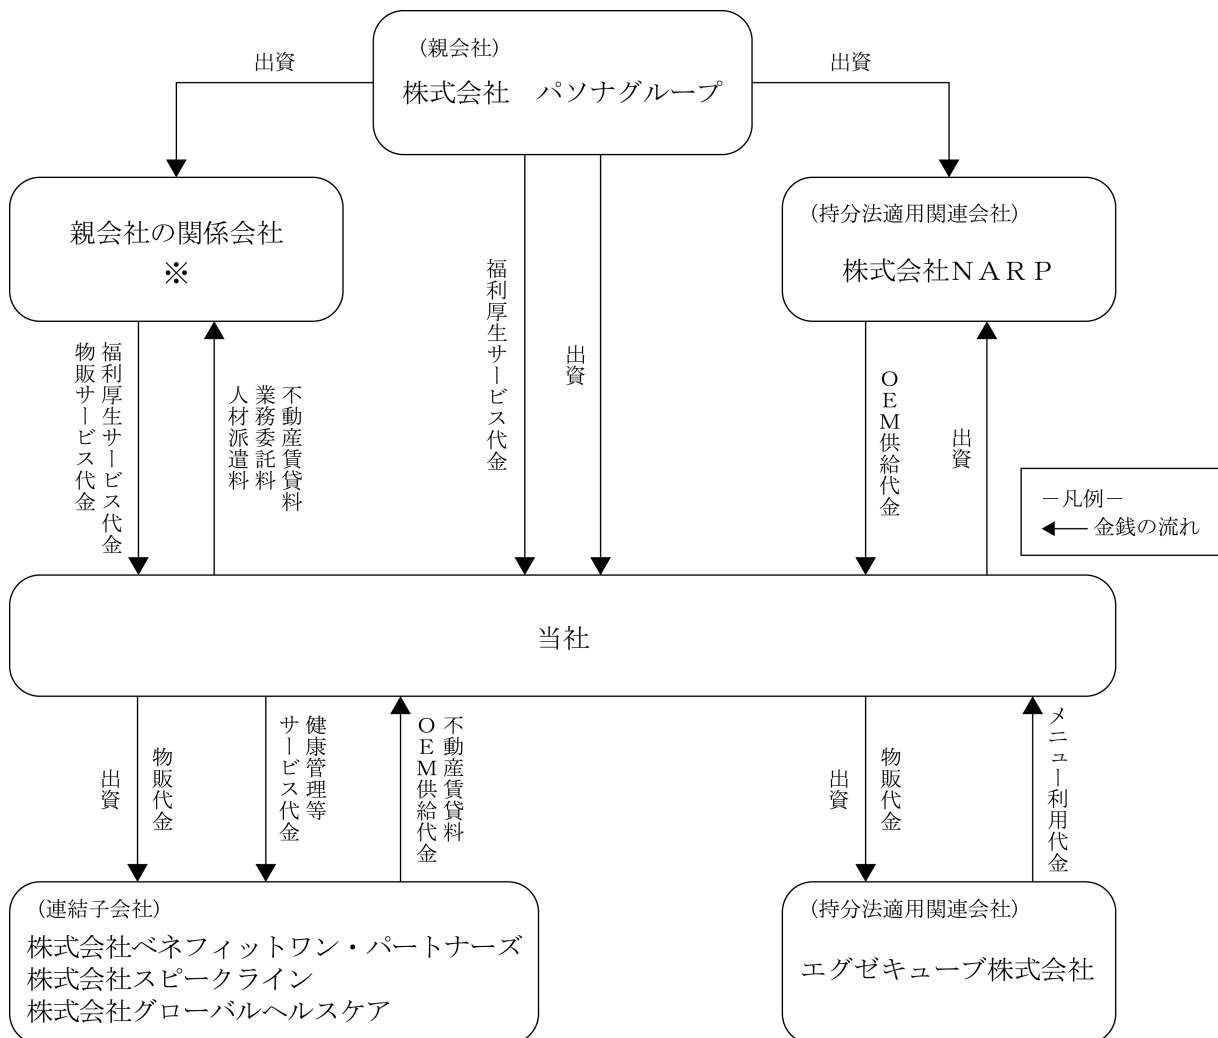 (親会社)
株式会社　パソナグループ
出資
出資
親会社の関係会社
※
(持分法適用関連会社)
株式会社ＮＡＲＰ
福利厚生サービス代金
物販サービス代金
不動産賃貸料
業務委託料
人材派遣料
福利厚生サービス代金
出資
ＯＥＭ供給代金
出資
－凡例－
金銭の流れ
当社
出資
物販代金
健康管理等
サービス代金
不動産賃貸料
ＯＥＭ供給代金
出資
物販代金
メニュー利用代金
(連結子会社)
株式会社ベネフィットワン・パートナーズ
株式会社スピークライン
株式会社グローバルヘルスケア
(持分法適用関連会社)
エグゼキューブ株式会社